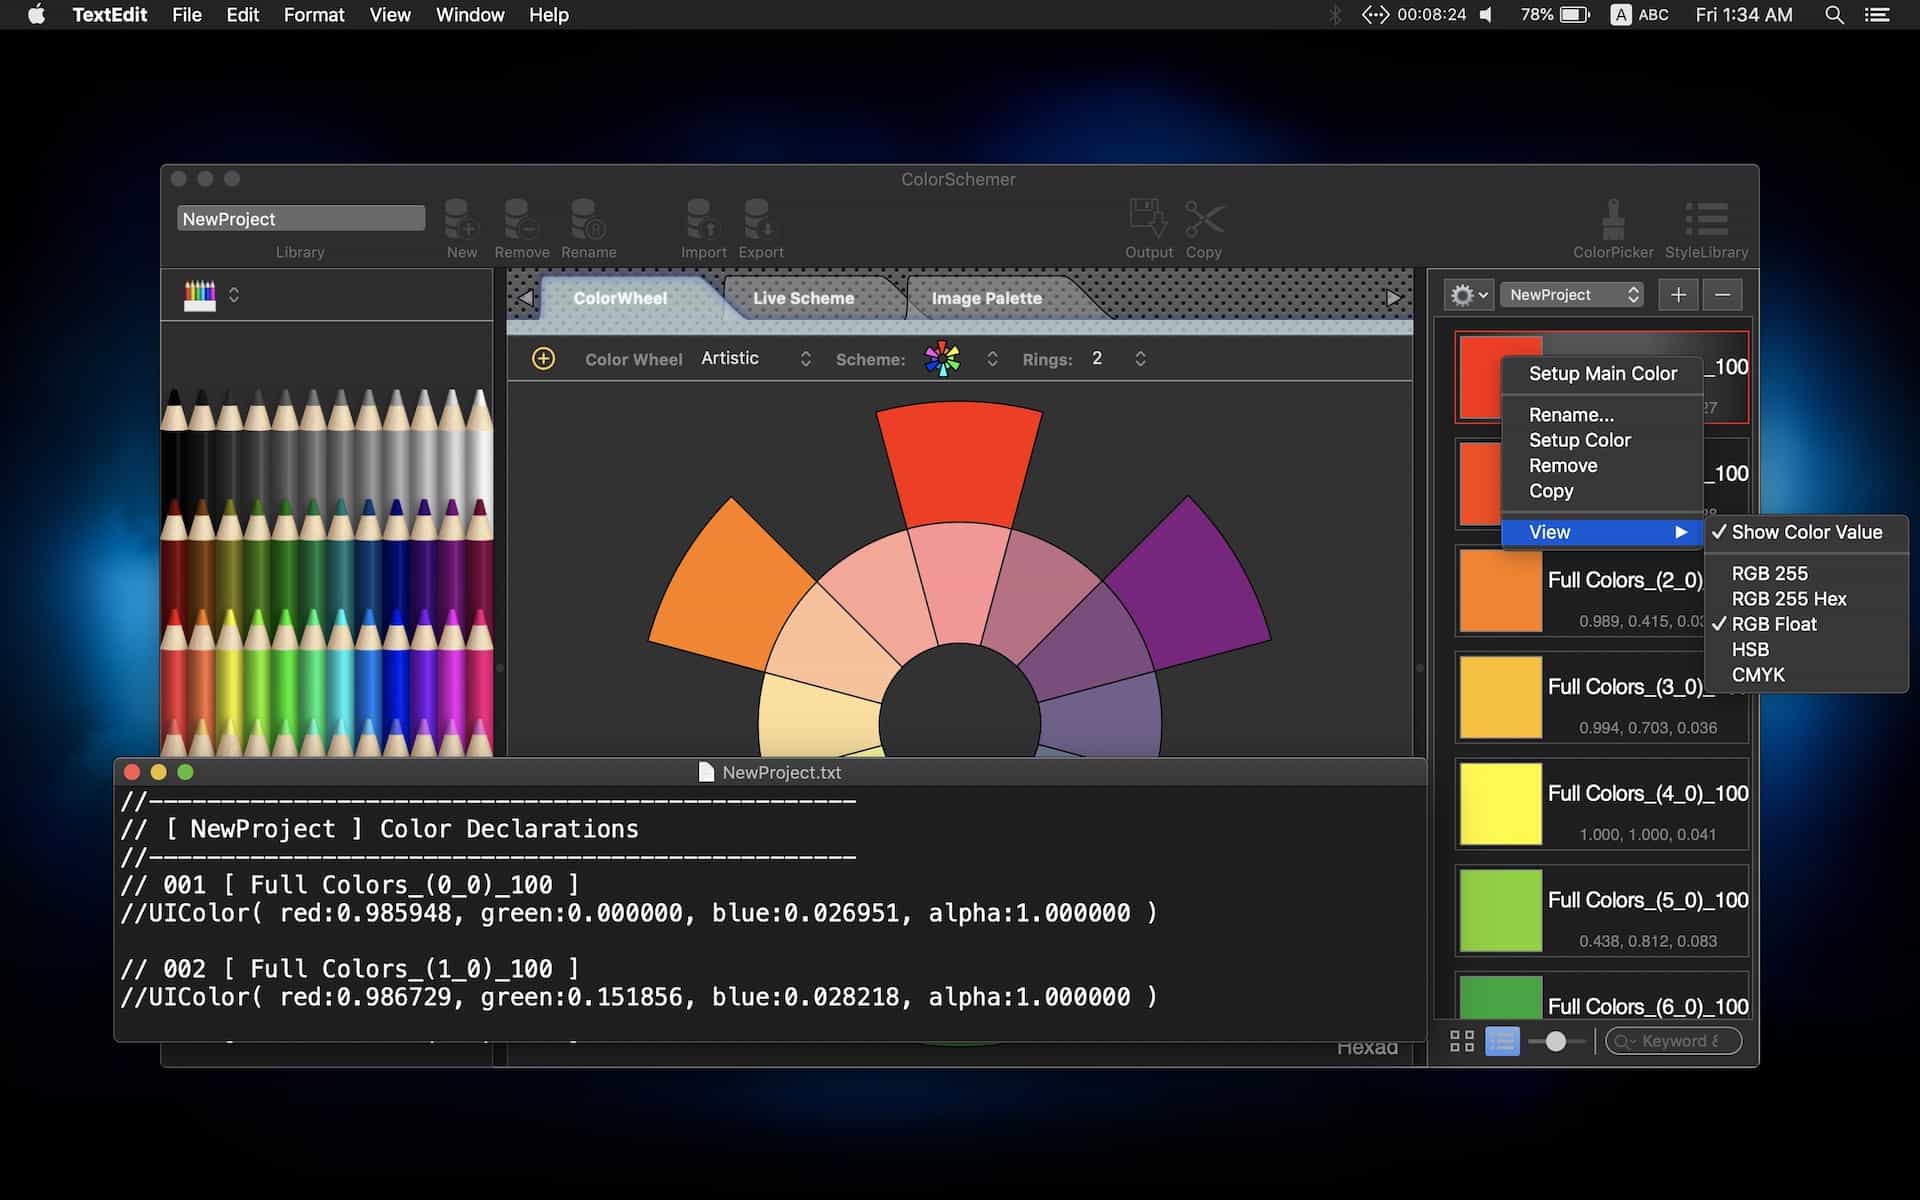 TextEdit File Edit Format View Window Help 00:08:24 78% A ABC Fri 1:34 AM
ColorSchemer
NewProject
Library New Remove Rename Import Export Output Copy ColorPicker StyleLibrary
ColorWheel Live Scheme Image Palette
NewProject
Color Wheel Artistic Scheme: Rings: 2
_100
27
_100
Setup Main Color
Rename...
Setup Color
Remove
Copy
View
Show Color Value
RGB 255
RGB 255 Hex
RGB Float
HSB
CMYK
Full Colors_(2_0)
0.989, 0.415, 0.03
Full Colors_(3_0)_
0.994, 0.703, 0.036
Full Colors_(4_0)_100
1.000, 1.000, 0.041
Full Colors_(5_0)_100
0.438, 0.812, 0.083
Full Colors_(6_0)_100
Keyword &
Hexad
NewProject.txt
//-------------------------------------------------
// [ NewProject ] Color Declarations
//-------------------------------------------------
// 001 [ Full Colors_(0_0)_100 ]
//UIColor( red:0.985948, green:0.000000, blue:0.026951, alpha:1.000000 )
// 002 [ Full Colors_(1_0)_100 ]
//UIColor( red:0.986729, green:0.151856, blue:0.028218, alpha:1.000000 )